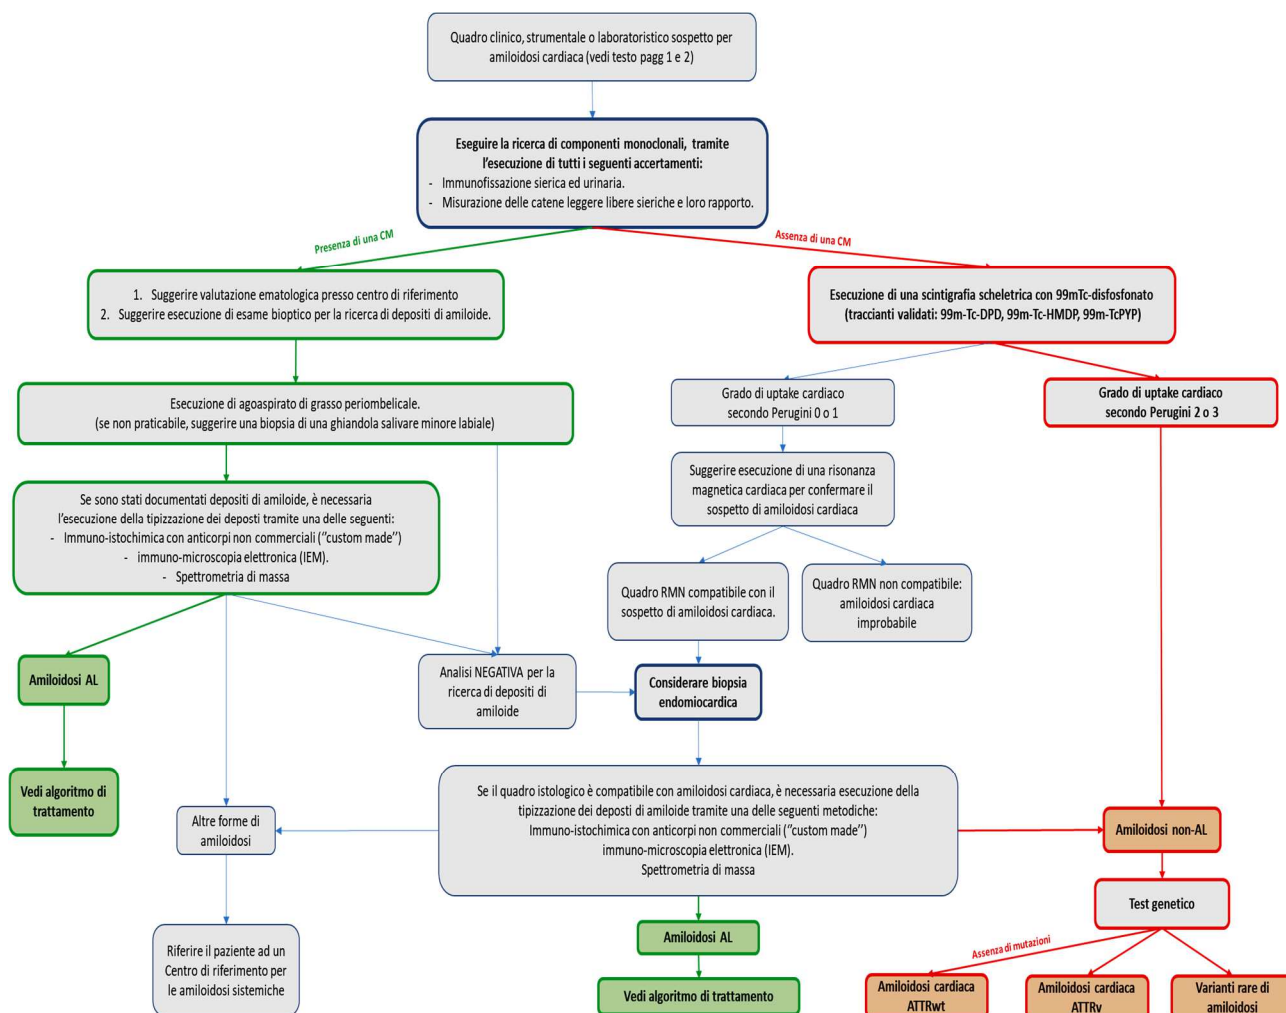 Quadro clinico, strumentale o laboratoristico sospetto per
amiloidosi cardiaca (vedi testo pagg 1 e 2)
Eseguire la ricerca di componenti monoclonali, tramite
l'esecuzione di tutti i seguenti accertamenti:
- Immunofissazione sierica ed urinaria.
- Misurazione delle catene leggere libere sieriche e loro rapporto.
Presenza di una CM
Assenza di una CM
1. Suggerire valutazione ematologica presso centro di riferimento
2. Suggerire esecuzione di esame bioptico per la ricerca di depositi di amiloide.
Esecuzione di una scintigrafia scheletrica con 99mTc-disfosfonato
(traccianti validati: 99m-Tc-DPD, 99m-Tc-HMDP, 99m-TcPYP)
Esecuzione di agoaspirato di grasso periombelicale.
(se non praticabile, suggerire una biopsia di una ghiandola salivare minore labiale)
Grado di uptake cardiaco
secondo Perugini 0 o 1
Grado di uptake cardiaco
secondo Perugini 2 o 3
Suggerire esecuzione di una risonanza
magnetica cardiaca per confermare il
sospetto di amiloidosi cardiaca
Se sono stati documentati depositi di amiloide, è necessaria
l'esecuzione della tipizzazione dei deposti tramite una delle seguenti:
- Immuno-istochimica con anticorpi non commerciali ("custom made")
- immuno-microscopia elettronica (IEM).
- Spettrometria di massa
Quadro RMN compatibile con il
sospetto di amiloidosi cardiaca.
Quadro RMN non compatibile:
amiloidosi cardiaca
improbabile
Amiloidosi AL
Analisi NEGATIVA per la
ricerca di depositi di
amiloide
Considerare biopsia
endomiocardica
Vedi algoritmo di
trattamento
Altre forme di
amiloidosi
Se il quadro istologico è compatibile con amiloidosi cardiaca, è necessaria esecuzione della
tipizzazione dei depositi di amiloide tramite una delle seguenti metodiche:
Immuno-istochimica con anticorpi non commerciali ("custom made")
immuno-microscopia elettronica (IEM).
Spettrometria di massa
Amiloidosi non-AL
Test genetico
Assenza di mutazioni
Riferire il paziente ad un
Centro di riferimento per
le amiloidosi sistemiche
Amiloidosi AL
Vedi algoritmo di trattamento
Amiloidosi cardiaca
ATTRwt
Amiloidosi cardiaca
ATTRv
Varianti rare di
amiloidosi